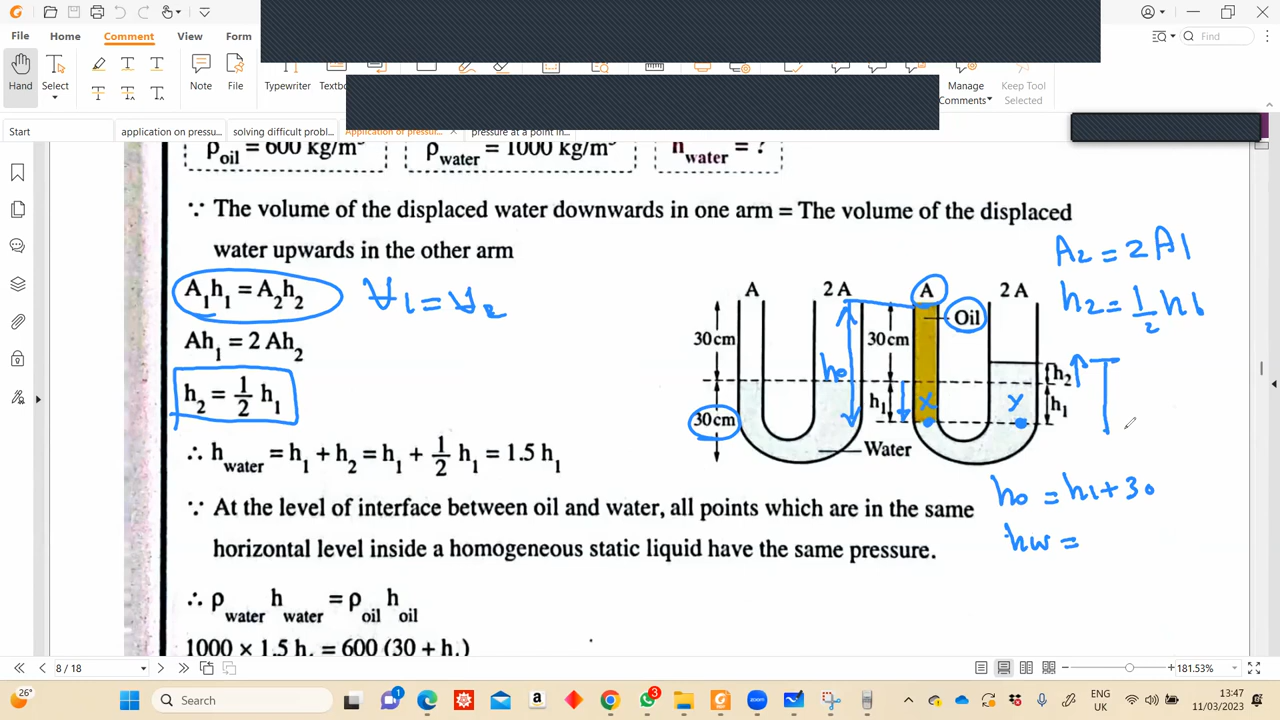 File Home Comment View Form Find
Hand Select Note File Typewriter Manage Comments Keep Tool Selected
Start application on pressu... solving difficult probl... Application of pressur... pressure at a point in...
ρoil = 600 kg/m³ ρwater = 1000 kg/m³ hwater = ?
∵ The volume of the displaced water downwards in one arm = The volume of the displaced
water upwards in the other arm
A₁h₁ = A₂h₂
V₁ = V₂
Ah₁ = 2 Ah₂
h₂ = 1/2 h₁
∴ hwater = h₁ + h₂ = h₁ + 1/2 h₁ = 1.5 h₁
∵ At the level of interface between oil and water, all points which are in the same
horizontal level inside a homogeneous static liquid have the same pressure.
∴ ρwater hwater = ρoil hoil
1000 × 1.5 h₁ = 600 (30 + h₁)
A 2A A 2A
Oil
30 cm 30 cm
ho
h₂
30 cm h₁ x y h₁
Water
A₂ = 2A1
h₂ = 1/2 h1
ho = h1+30
hw =
8 / 18
181.53%
26°
Search
1
3
ENG
UK
13:47
11/03/2023